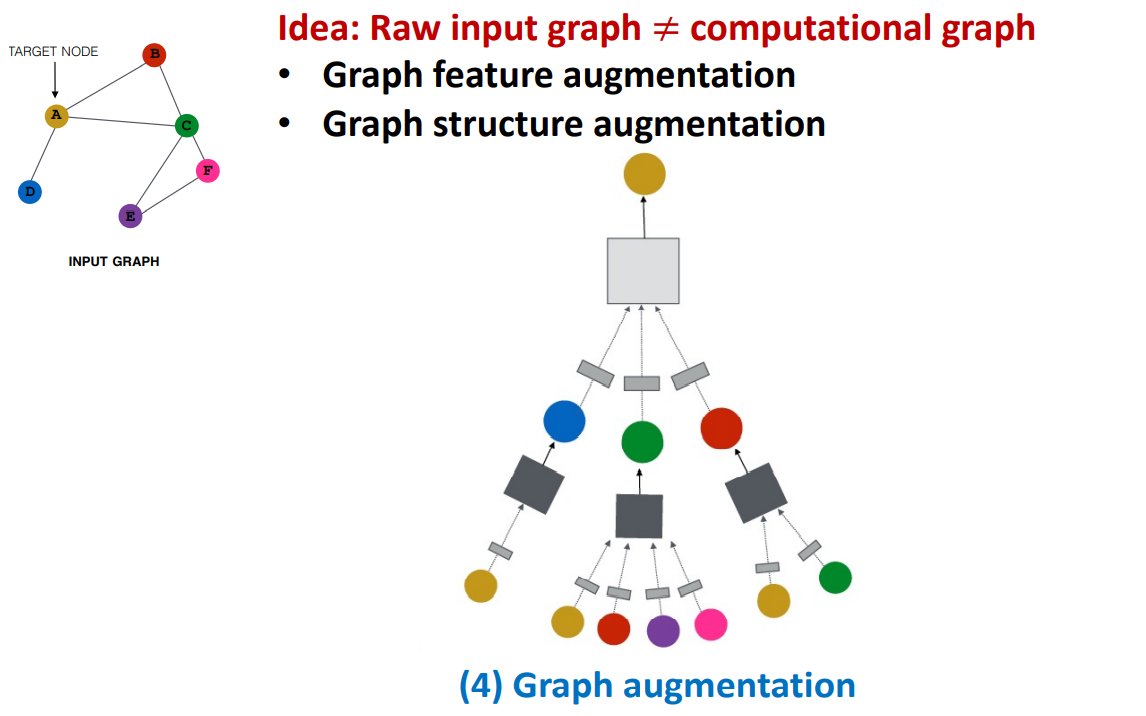 Idea: Raw input graph ≠ computational graph
• Graph feature augmentation
• Graph structure augmentation
TARGET NODE
B
A
C
F
D
E
INPUT GRAPH
(4) Graph augmentation